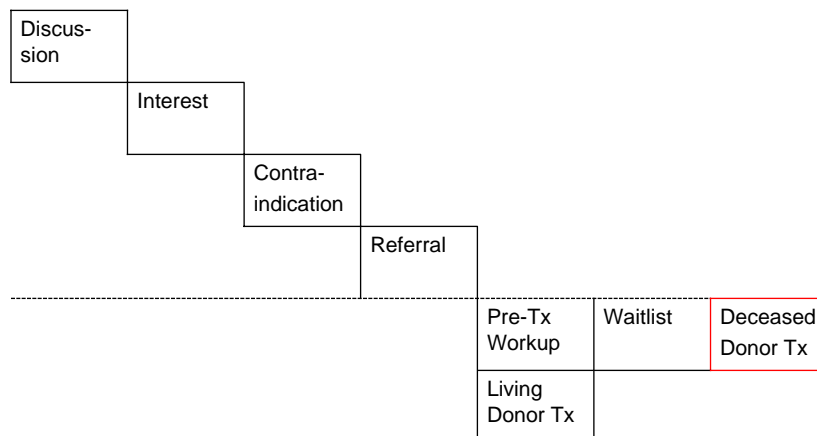 Discus-
sion
Interest
Contra-
indication
Referral
Pre-Tx
Workup
Waitlist
Deceased
Donor Tx
Living
Donor Tx